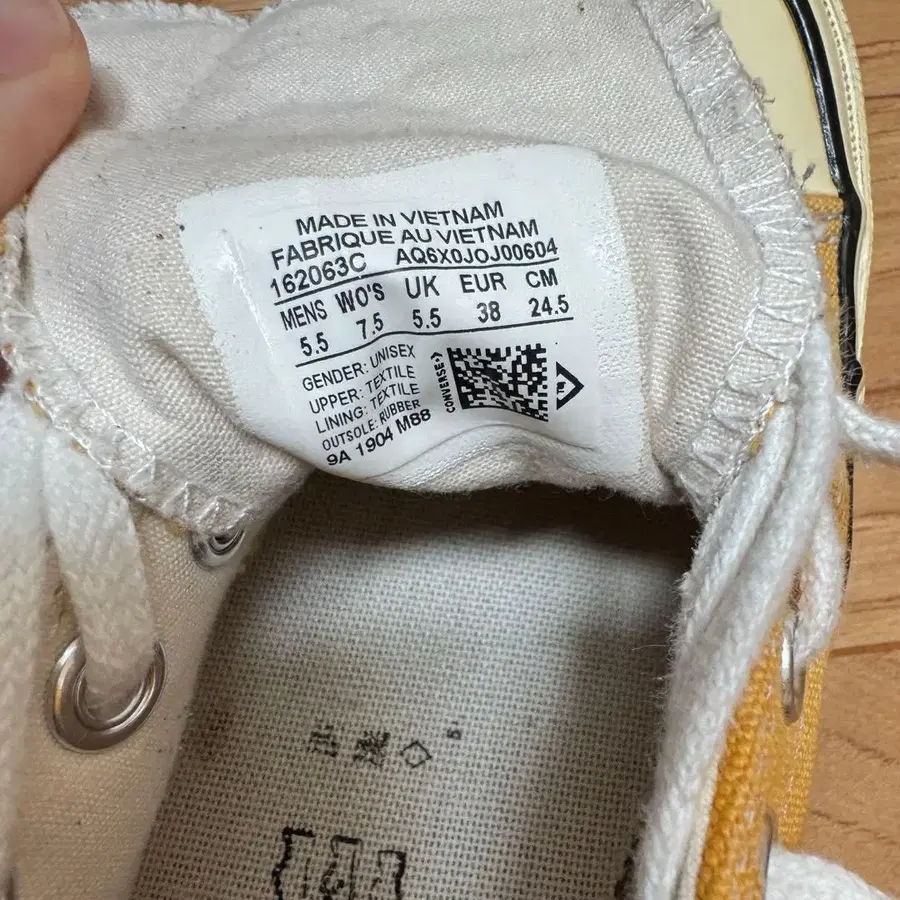 MADE IN VIETNAM
FABRIQUE AU VIETNAM
162063C AQ6X0JOJ00604
MENS WO'S UK EUR CM
5.5 7.5 5.5 38 24.5
GENDER: UNISEX
UPPER: TEXTILE
LINING: TEXTILE
OUTSOLE: RUBBER
9A 1904 M88
CONVERSE